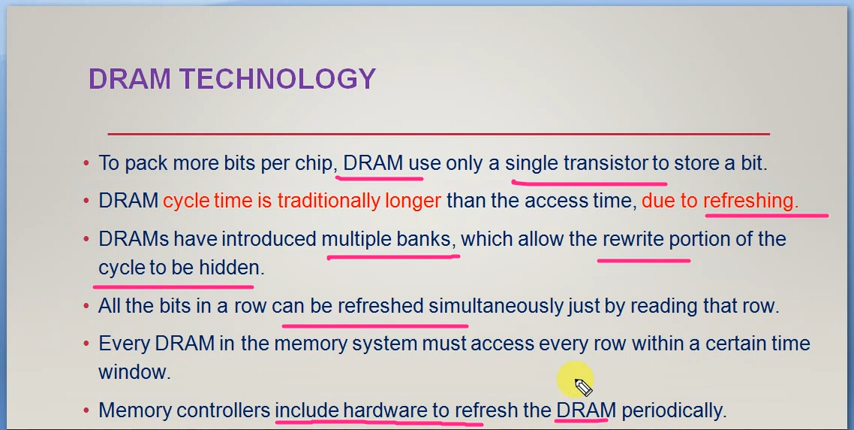 DRAM TECHNOLOGY
• To pack more bits per chip, DRAM use only a single transistor to store a bit.
• DRAM cycle time is traditionally longer than the access time, due to refreshing.
• DRAMs have introduced multiple banks, which allow the rewrite portion of the
cycle to be hidden.
• All the bits in a row can be refreshed simultaneously just by reading that row.
• Every DRAM in the memory system must access every row within a certain time
window.
• Memory controllers include hardware to refresh the DRAM periodically.